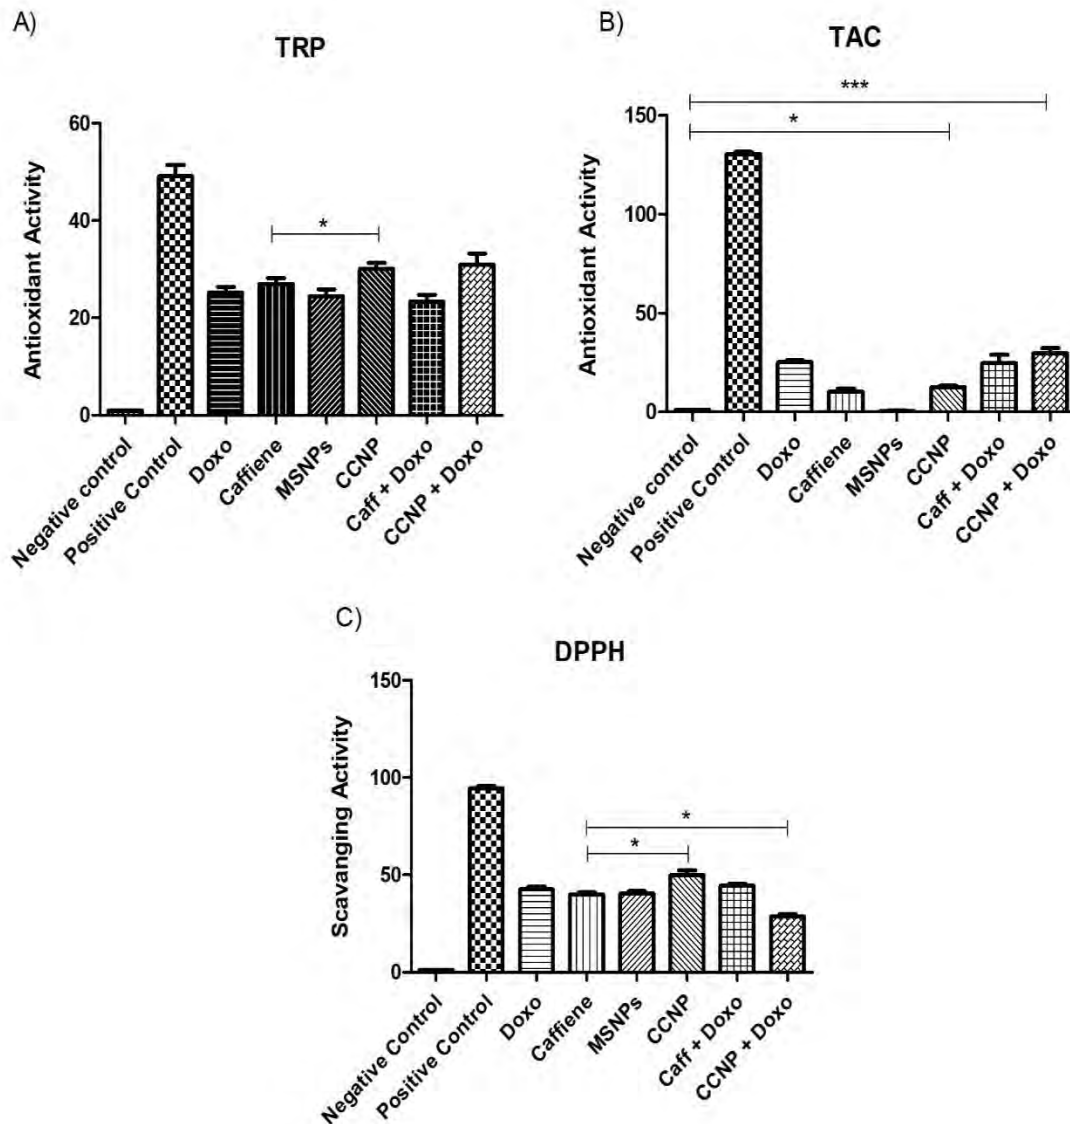 A)
TRP
Antioxidant Activity
60
40
20
0
*
Negative control
Positive Control
Doxo
Caffiene
MSNPs
CCNP
Caff + Doxo
CCNP + Doxo
B)
TAC
Antioxidant Activity
150
100
50
0
***
*
Negative control
Positive Control
Doxo
Caffiene
MSNPs
CCNP
Caff + Doxo
CCNP + Doxo
C)
DPPH
Scavanging Activity
150
100
50
0
*
*
Negative Control
Positive Control
Doxo
Caffiene
MSNPs
CCNP
Caff + Doxo
CCNP + Doxo